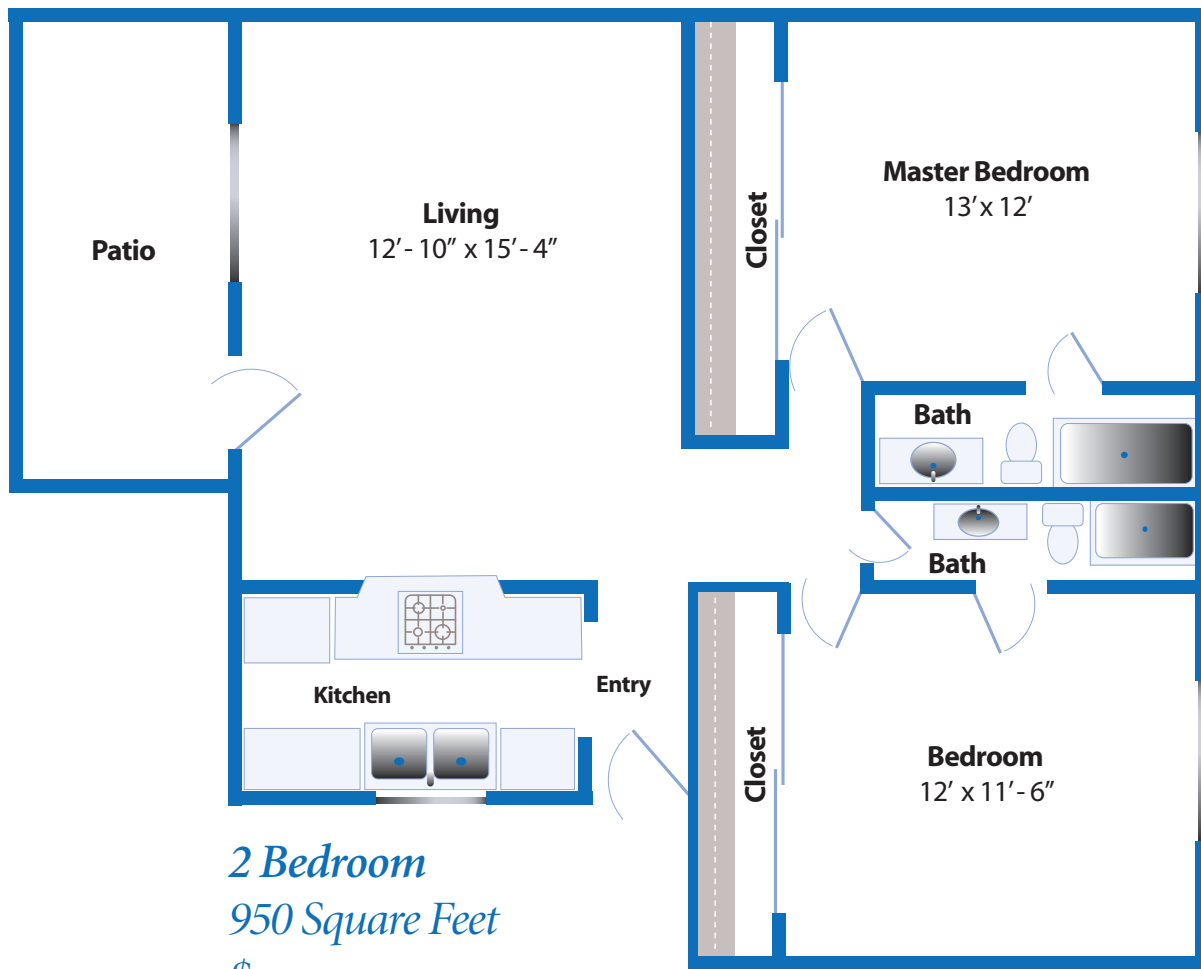 Patio
Living
12’- 10” x 15’- 4”
Closet
Master Bedroom
13’ x 12’
Bath
Bath
Kitchen
Entry
Closet
Bedroom
12’ x 11’- 6”
2 Bedroom
950 Square Feet
$